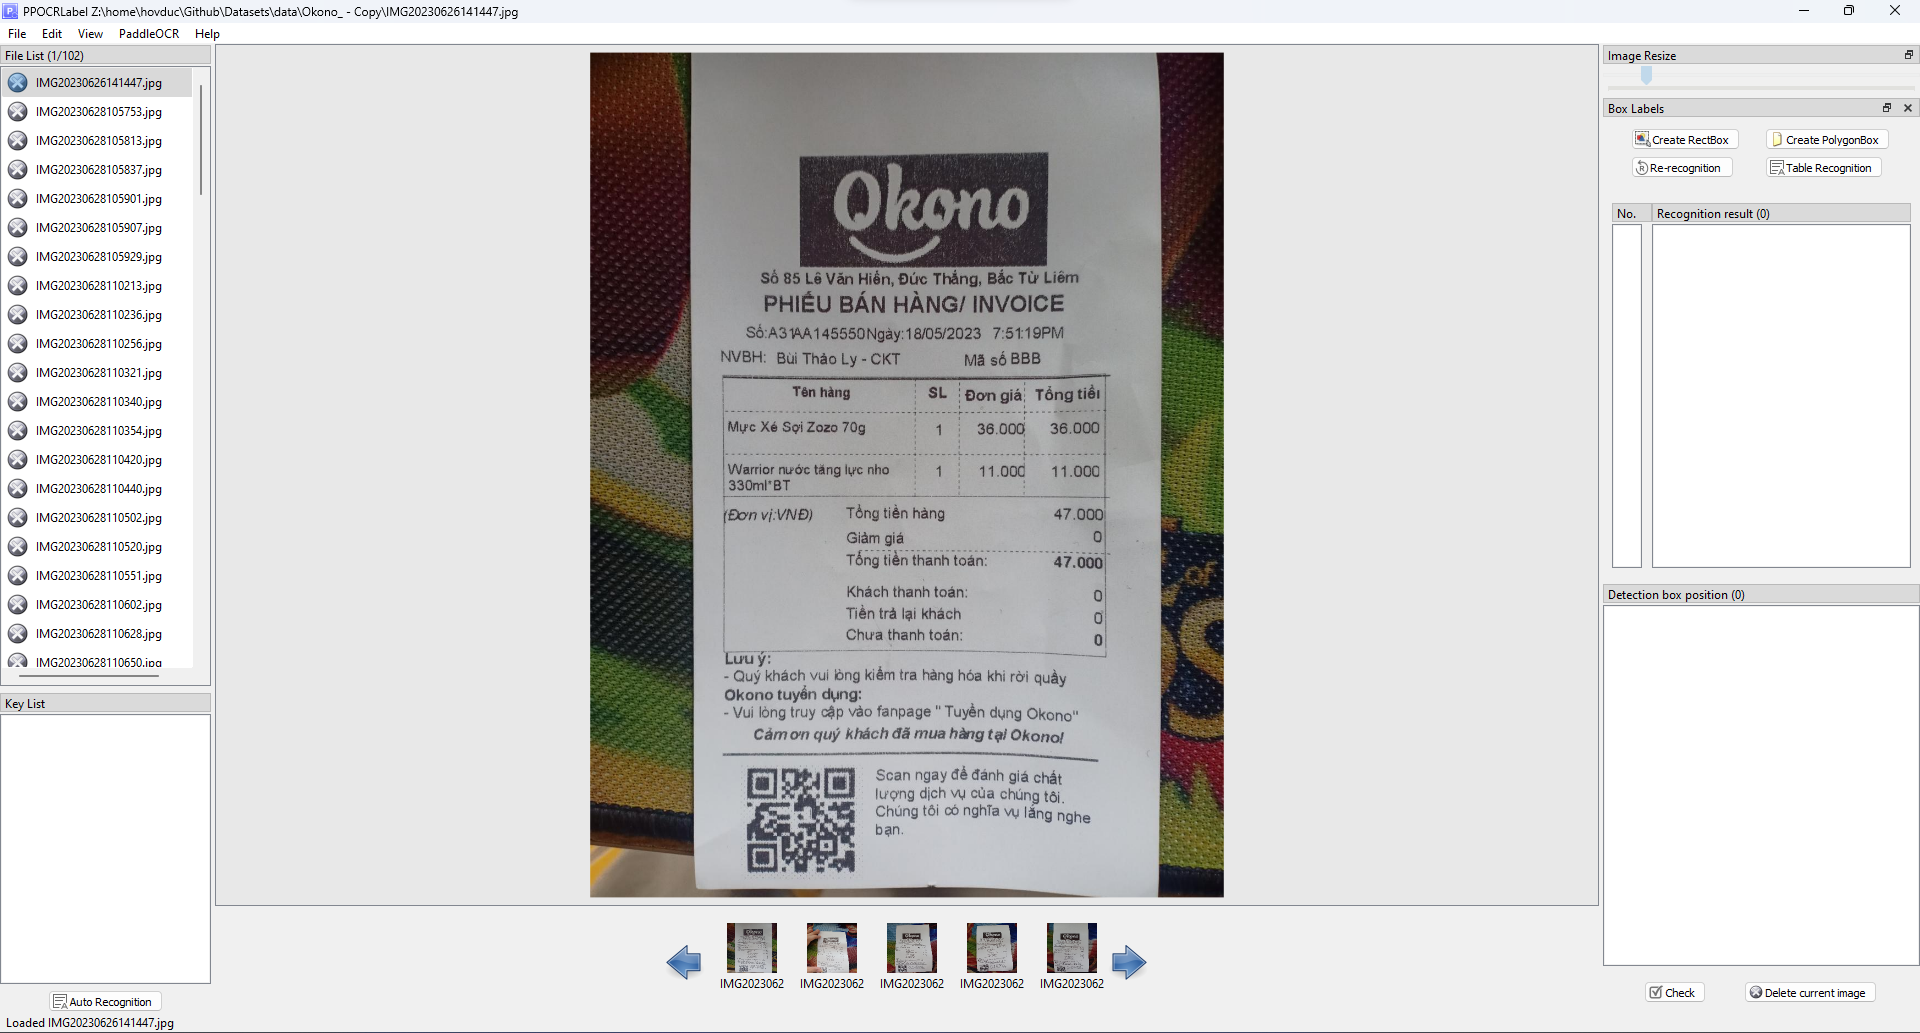 PPOCRLabel Z:\home\hovduc\Github\Datasets\data\Okono_ - Copy\IMG20230626141447.jpg
File Edit View PaddleOCR Help
File List (1/102)
IMG20230626141447.jpg
IMG20230628105753.jpg
IMG20230628105813.jpg
IMG20230628105837.jpg
IMG20230628105901.jpg
IMG20230628105907.jpg
IMG20230628105929.jpg
IMG20230628110213.jpg
IMG20230628110236.jpg
IMG20230628110256.jpg
IMG20230628110321.jpg
IMG20230628110340.jpg
IMG20230628110354.jpg
IMG20230628110420.jpg
IMG20230628110440.jpg
IMG20230628110502.jpg
IMG20230628110520.jpg
IMG20230628110551.jpg
IMG20230628110602.jpg
IMG20230628110628.jpg
IMG20230628110650.jpg
Key List
Auto Recognition
Loaded IMG20230626141447.jpg
Okono
Số 85 Lê Văn Hiến, Đức Thắng, Bắc Từ Liêm
PHIẾU BÁN HÀNG/ INVOICE
Số:A31AA145550Ngày:18/05/2023 7:51:19PM
NVBH: Bùi Thảo Ly - CKT Mã số BBB
Tên hàng SL Đơn giá Tổng tiền
Mực Xé Sợi Zozo 70g 1 36.000 36.000
Warrior nước tăng lực nho 1 11.000 11.000
330ml*BT
(Đơn vị:VNĐ) Tổng tiền hàng 47.000
Giảm giá 0
Tổng tiền thanh toán: 47.000
Khách thanh toán: 0
Tiền trả lại khách 0
Chưa thanh toán: 0
Lưu ý:
- Quý khách vui lòng kiểm tra hàng hóa khi rời quầy
Okono tuyển dụng:
- Vui lòng truy cập vào fanpage " Tuyển dụng Okono"
Cảm ơn quý khách đã mua hàng tại Okono!
Scan ngay để đánh giá chất
lượng dịch vụ của chúng tôi.
Chúng tôi có nghĩa vụ lắng nghe
bạn.
of
IMG2023062 IMG2023062 IMG2023062 IMG2023062 IMG2023062
Image Resize
Box Labels
Create RectBox Create PolygonBox
Re-recognition Table Recognition
No. Recognition result (0)
Detection box position (0)
Check Delete current image